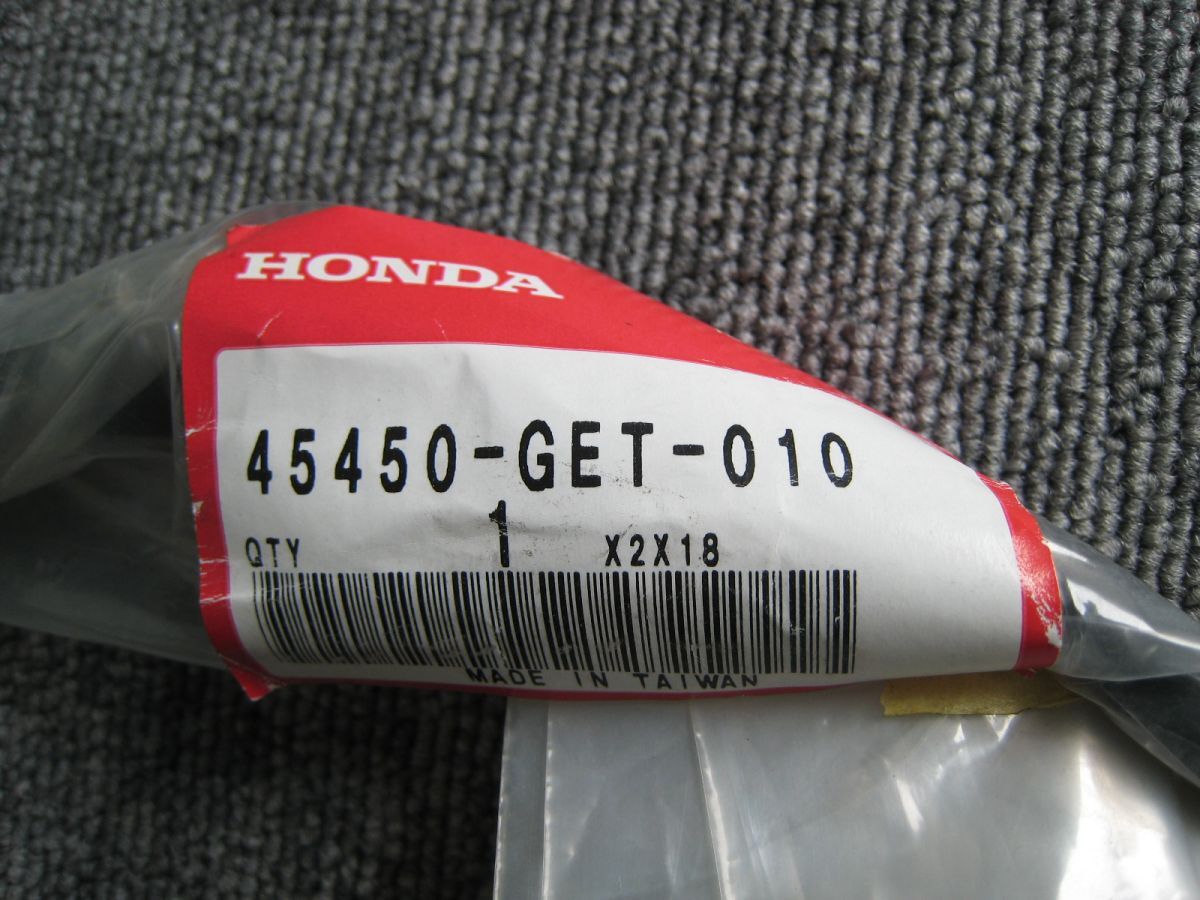 HONDA
45450-GET-010
QTY 1 X2X18
MADE IN TAIWAN